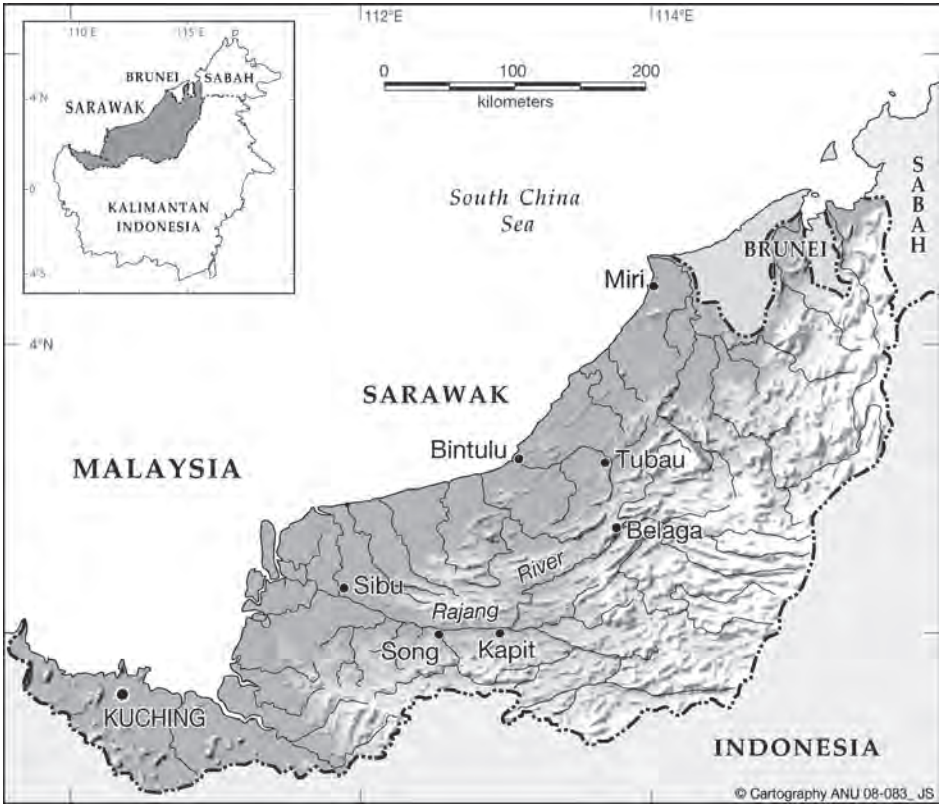 112°E
114°E
110°E
115°E
BRUNEI
SABAH
SARAWAK
4°N
0°
KALIMANTAN
INDONESIA
4°S
0 100 200
kilometers
South China
Sea
SABAH
BRUNEI
Miri
4°N
SARAWAK
Bintulu
Tubau
MALAYSIA
Belaga
River
Sibu
Rajang
Song
Kapit
KUCHING
INDONESIA
© Cartography ANU 08-083_ JS